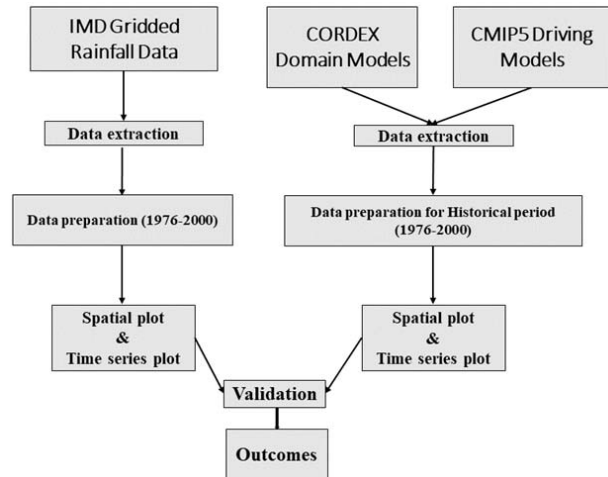 IMD Gridded
Rainfall Data
CORDEX
Domain Models
CMIP5 Driving
Models
Data extraction
Data extraction
Data preparation (1976-2000)
Data preparation for Historical period
(1976-2000)
Spatial plot
&
Time series plot
Spatial plot
&
Time series plot
Validation
Outcomes